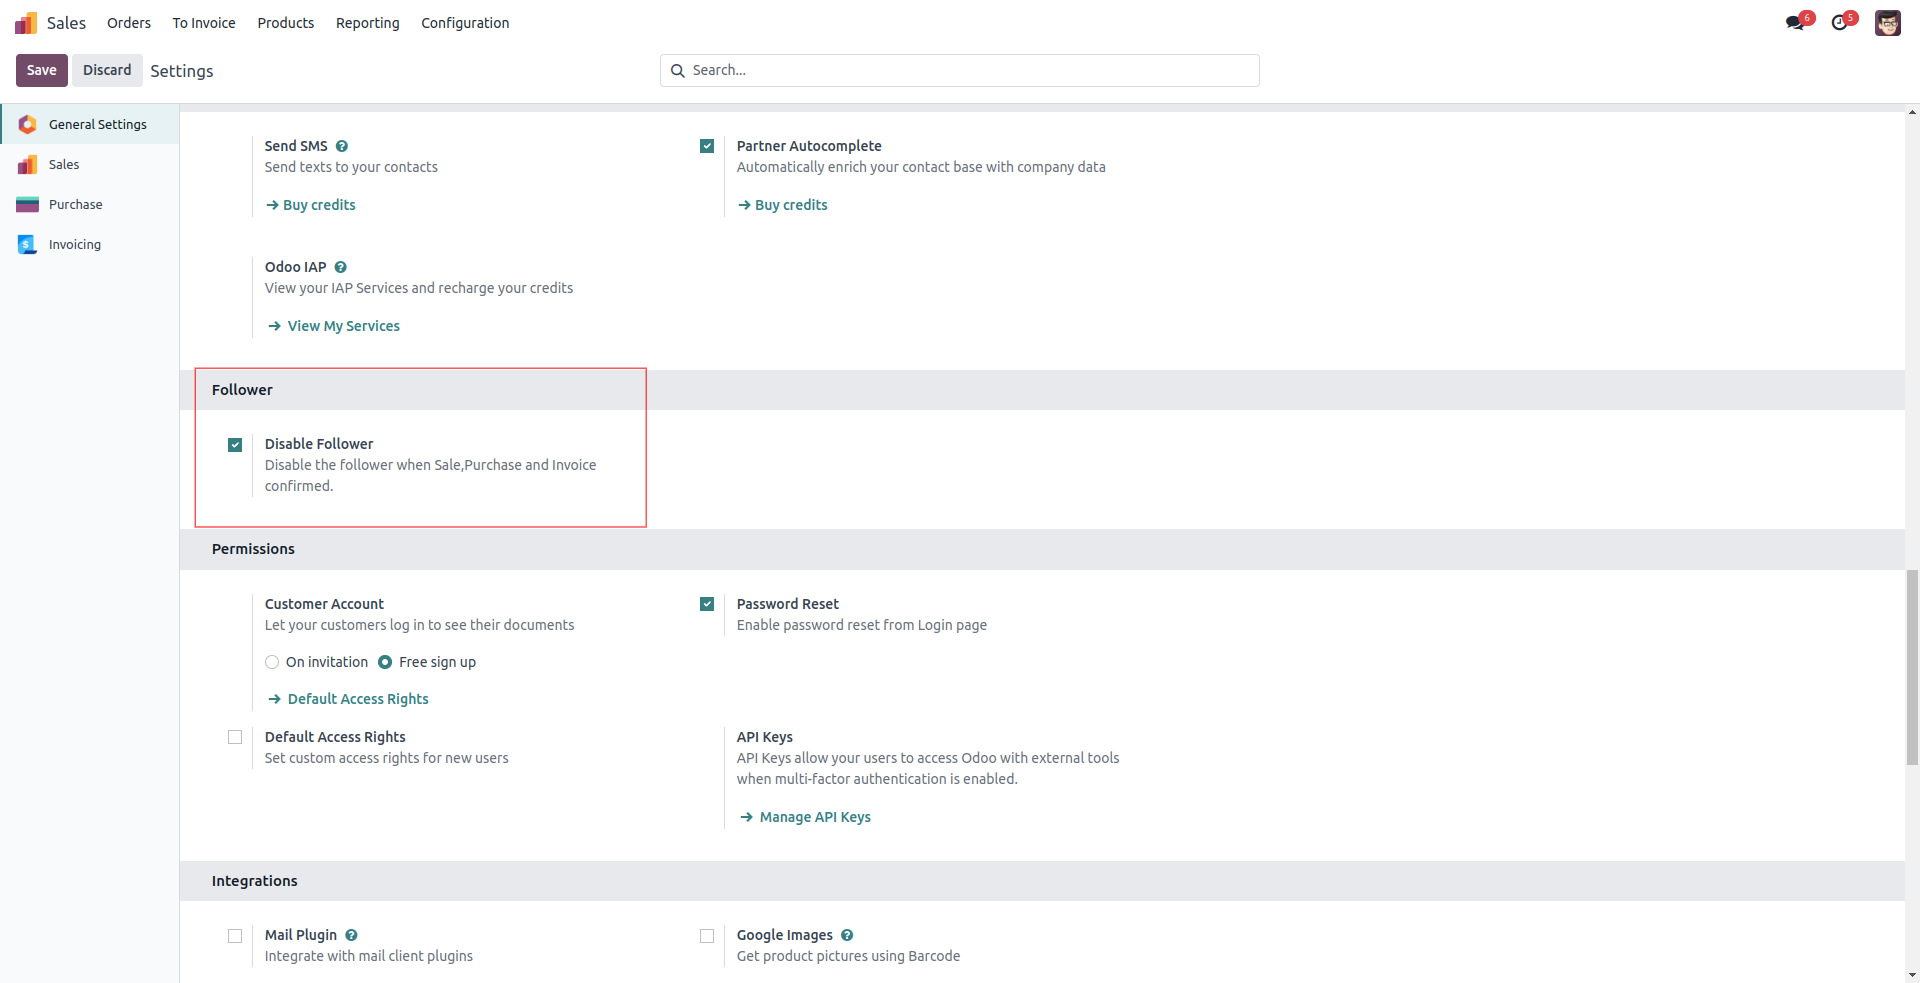 Sales Orders To Invoice Products Reporting Configuration 6 5
Save Discard Settings Search...
General Settings
Sales
Purchase
Invoicing
Send SMS ?
Send texts to your contacts
Buy credits
Partner Autocomplete
Automatically enrich your contact base with company data
Buy credits
Odoo IAP ?
View your IAP Services and recharge your credits
View My Services
Follower
Disable Follower
Disable the follower when Sale,Purchase and Invoice
confirmed.
Permissions
Customer Account
Let your customers log in to see their documents
On invitation Free sign up
Default Access Rights
Password Reset
Enable password reset from Login page
Default Access Rights
Set custom access rights for new users
API Keys
API Keys allow your users to access Odoo with external tools
when multi-factor authentication is enabled.
Manage API Keys
Integrations
Mail Plugin ?
Integrate with mail client plugins
Google Images ?
Get product pictures using Barcode